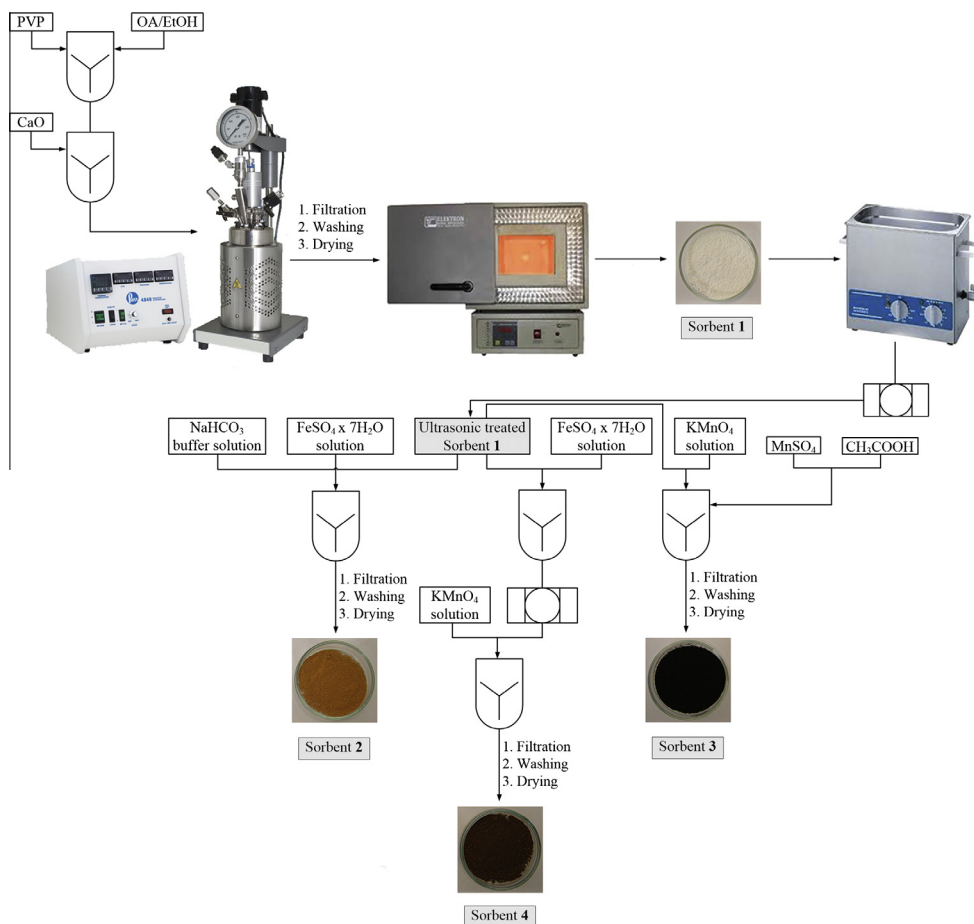 PVP
OA/EtOH
CaO
1. Filtration
2. Washing
3. Drying
ELEKTRON
4848
Sorbent 1
NaHCO₃
buffer solution
FeSO₄ x 7H₂O
solution
Ultrasonic treated
Sorbent 1
FeSO₄ x 7H₂O
solution
KMnO₄
solution
MnSO₄
CH₃COOH
1. Filtration
2. Washing
3. Drying
KMnO₄
solution
1. Filtration
2. Washing
3. Drying
Sorbent 2
Sorbent 3
1. Filtration
2. Washing
3. Drying
Sorbent 4